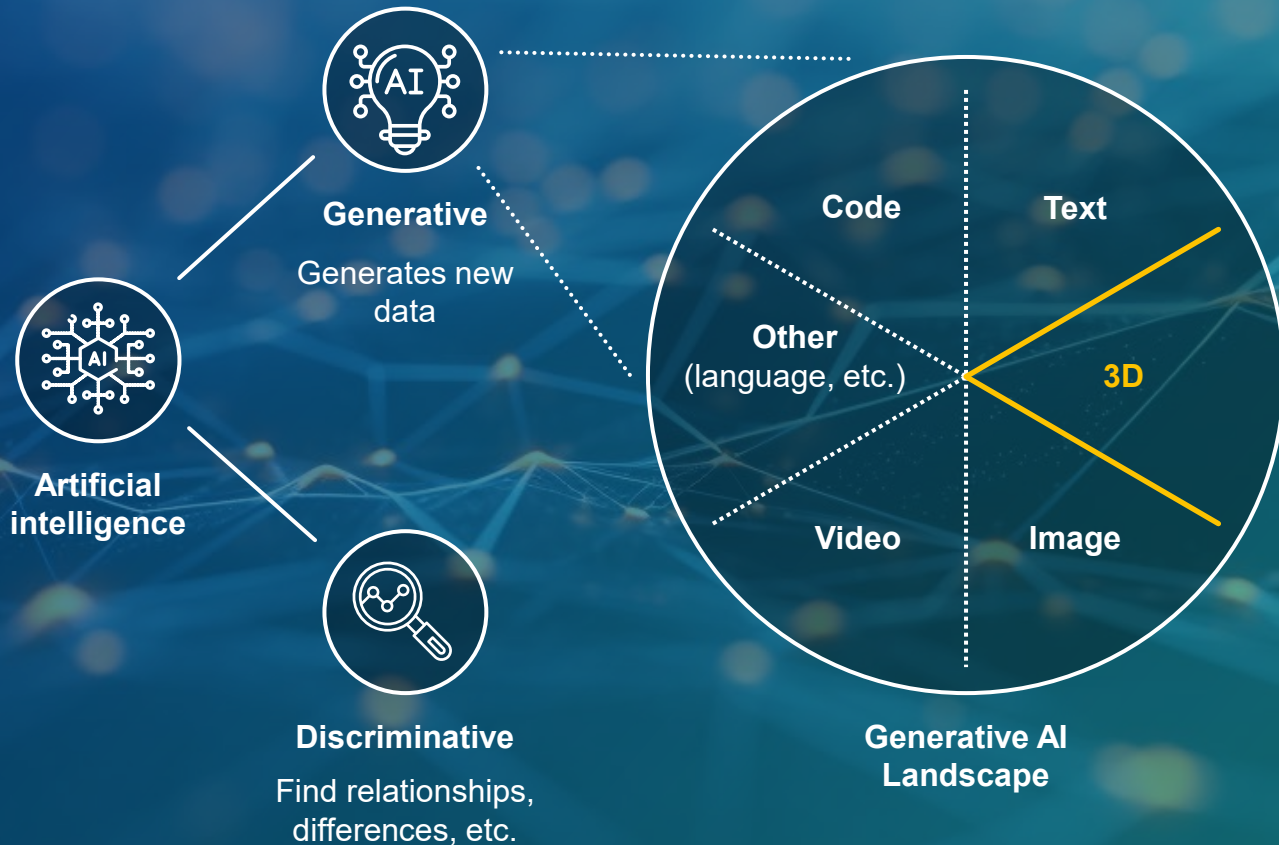 AI
Generative
Generates new
data
AI
Artificial
intelligence
Discriminative
Find relationships,
differences, etc.
Code
Text
Other
(language, etc.)
3D
Video
Image
Generative AI
Landscape